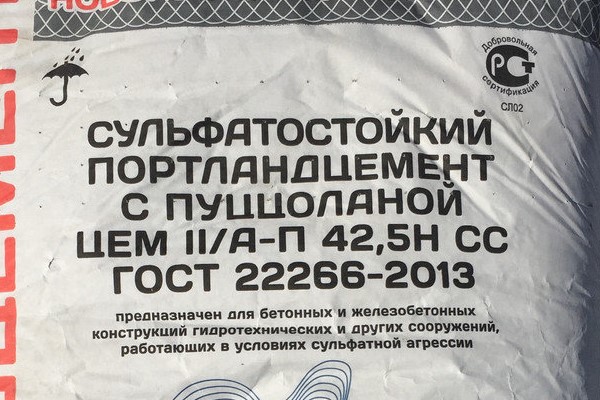 Добровольная
РСТ
сертификация
СЛ02
СУЛЬФАТОСТОЙКИЙ
ПОРТЛАНДЦЕМЕНТ
С ПУЦЦОЛАНОЙ
ЦЕМ II/А-П 42,5Н СС
ГОСТ 22266-2013
предназначен для бетонных и железобетонных
конструкций гидротехнических и других сооружений,
работающих в условиях сульфатной агрессии